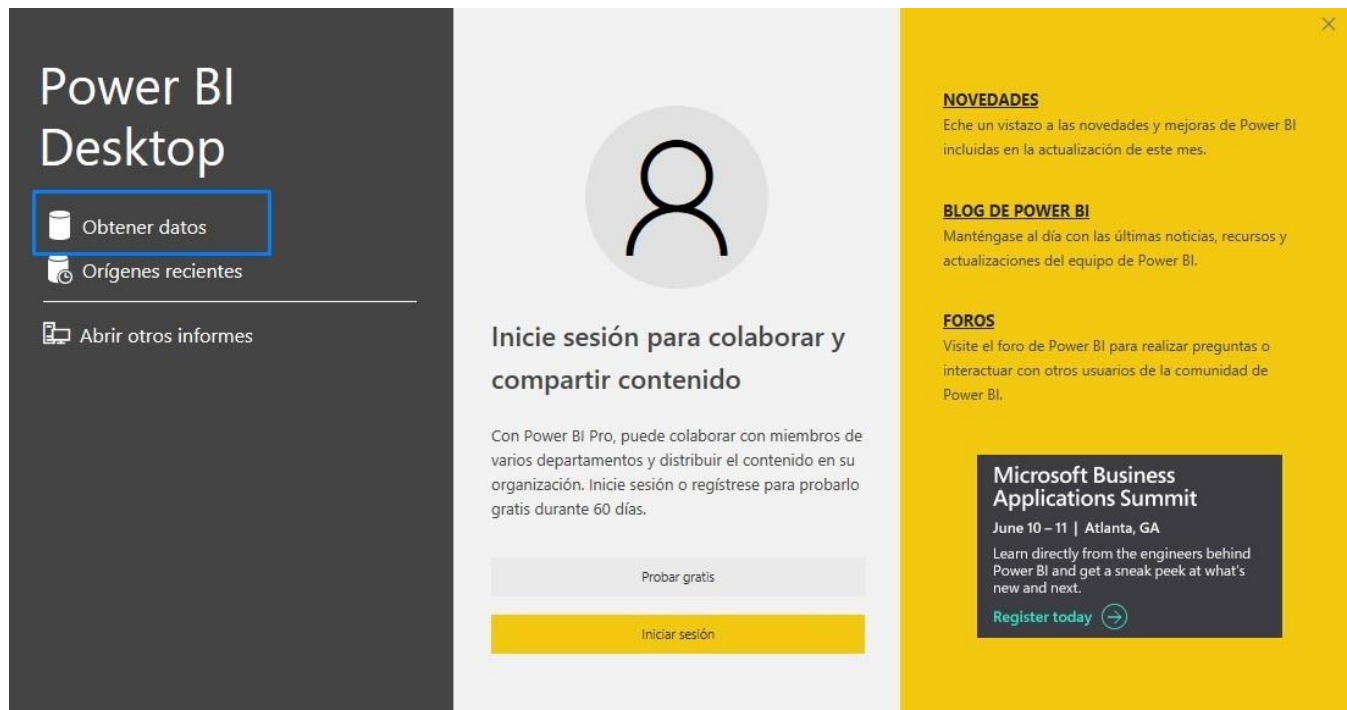 Power BI
Desktop
Obtener datos
Orígenes recientes
Abrir otros informes
Inicie sesión para colaborar y
compartir contenido
Con Power BI Pro, puede colaborar con miembros de
varios departamentos y distribuir el contenido en su
organización. Inicie sesión o regístrese para probarlo
gratis durante 60 días.
Probar gratis
Iniciar sesión
NOVEDADES
Eche un vistazo a las novedades y mejoras de Power BI
incluidas en la actualización de este mes.
BLOG DE POWER BI
Manténgase al día con las últimas noticias, recursos y
actualizaciones del equipo de Power BI.
FOROS
Visite el foro de Power BI para realizar preguntas o
interactuar con otros usuarios de la comunidad de
Power BI.
Microsoft Business
Applications Summit
June 10 – 11 | Atlanta, GA
Learn directly from the engineers behind
Power BI and get a sneak peek at what's
new and next.
Register today